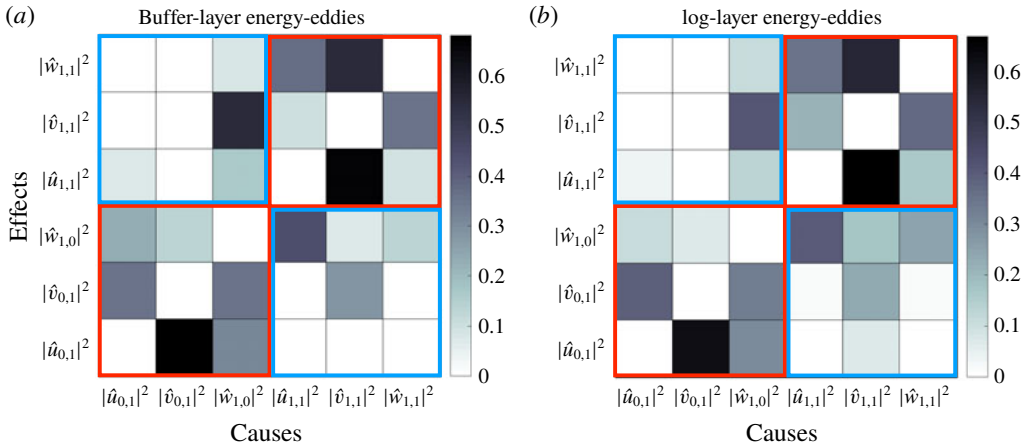 (a) Buffer-layer energy-eddies
(b) log-layer energy-eddies
Effects
|ŵ₁,₁|²
|v̂₁,₁|²
|û₁,₁|²
|ŵ₁,₀|²
|v̂₀,₁|²
|û₀,₁|²
|û₀,₁|² |v̂₀,₁|² |ŵ₁,₀|² |û₁,₁|² |v̂₁,₁|² |ŵ₁,₁|²
Causes
0.6
0.5
0.4
0.3
0.2
0.1
0
|ŵ₁,₁|²
|v̂₁,₁|²
|û₁,₁|²
|ŵ₁,₀|²
|v̂₀,₁|²
|û₀,₁|²
|û₀,₁|² |v̂₀,₁|² |ŵ₁,₀|² |û₁,₁|² |v̂₁,₁|² |ŵ₁,₁|²
Causes
0.6
0.5
0.4
0.3
0.2
0.1
0